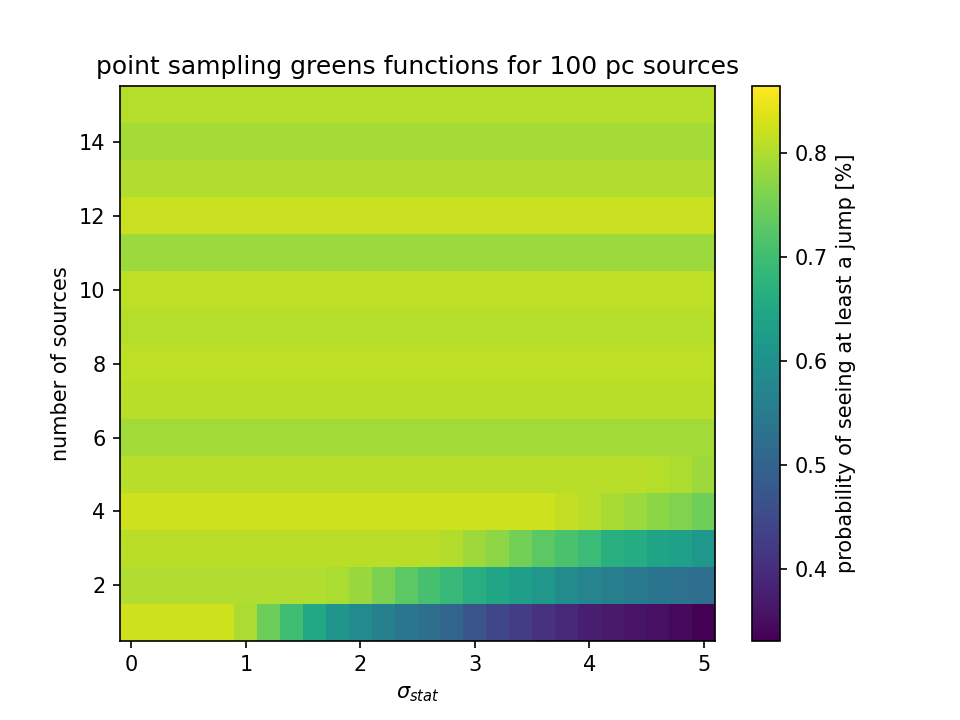 point sampling greens functions for 100 pc sources
14
12
10
8
6
4
2
number of sources
0 1 2 3 4 5
σstat
0.8
0.7
0.6
0.5
0.4
probability of seeing at least a jump [%]